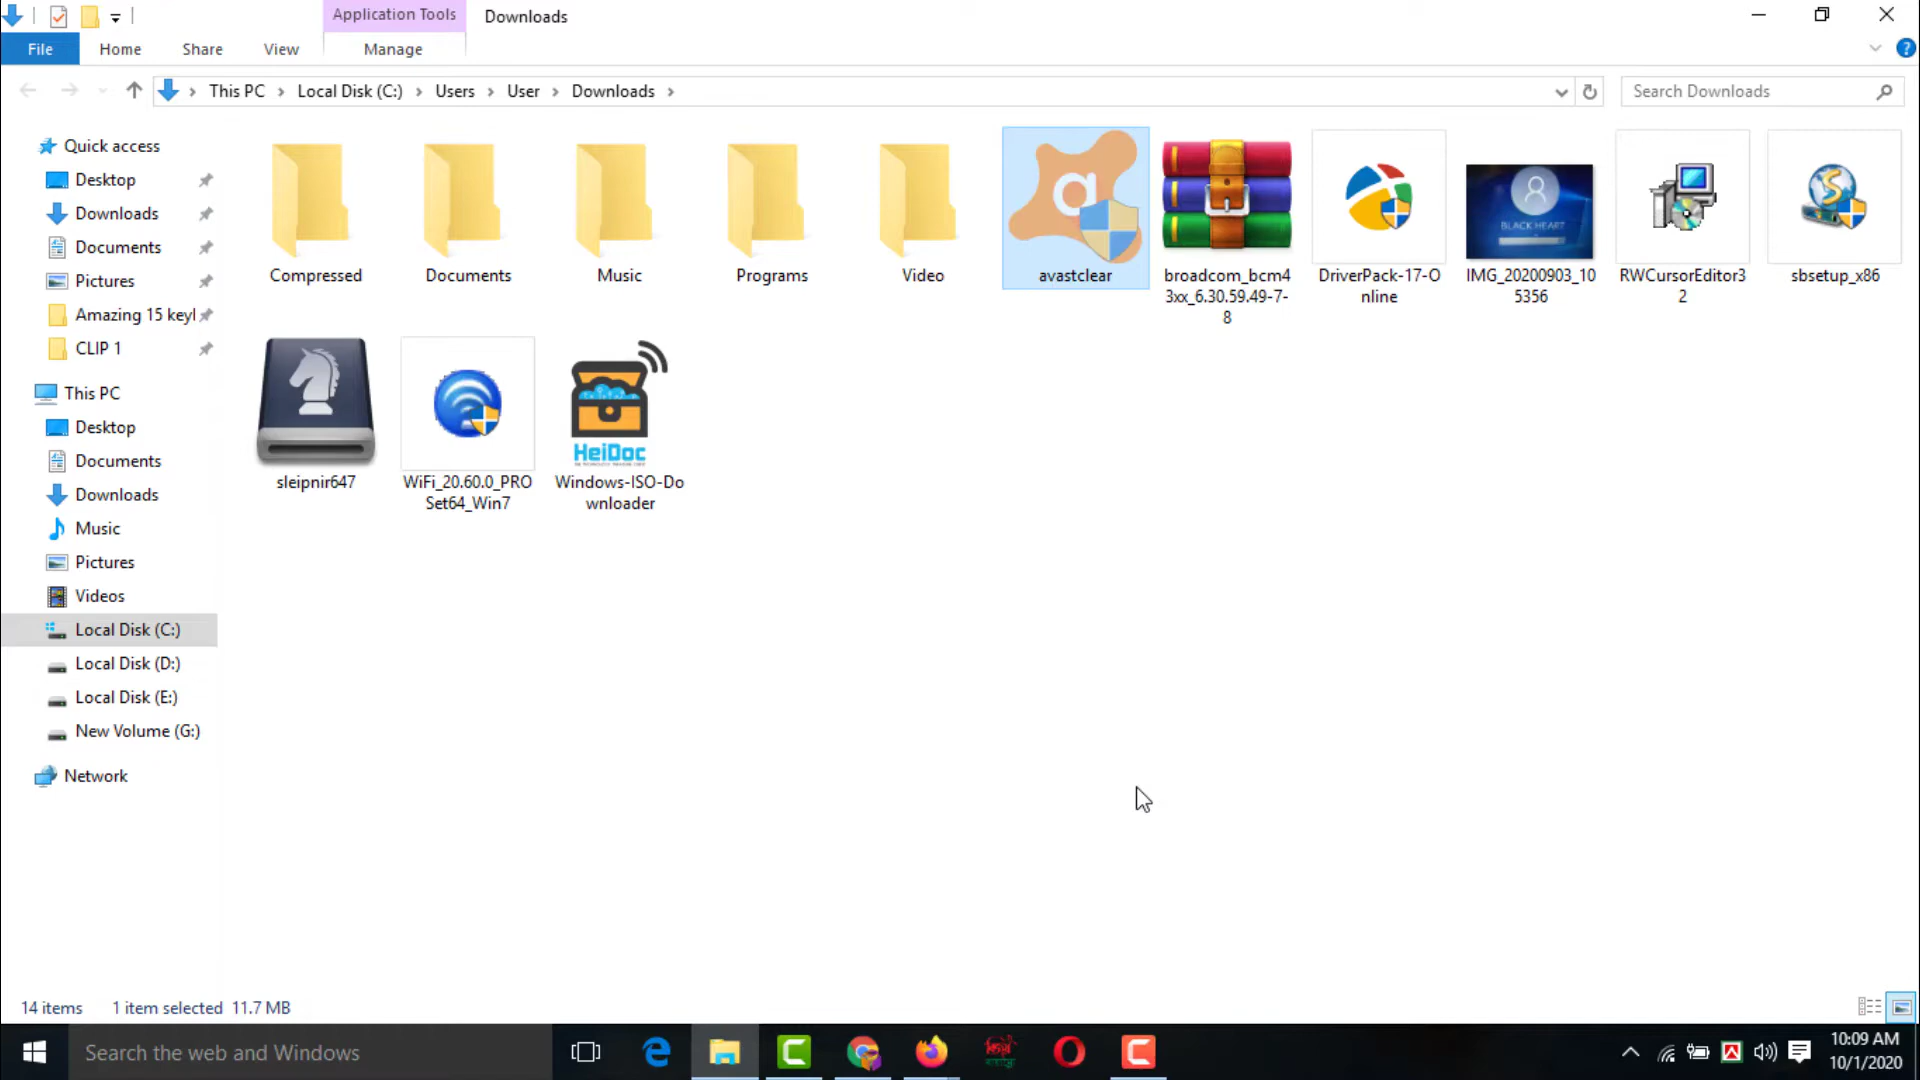 Application Tools
Downloads
File
Home
Share
View
Manage
This PC
Local Disk (C:)
Users
User
Downloads
Search Downloads
Quick access
Desktop
Downloads
Documents
Pictures
Amazing 15 keyl
CLIP 1
This PC
Desktop
Documents
Downloads
Music
Pictures
Videos
Local Disk (C:)
Local Disk (D:)
Local Disk (E:)
New Volume (G:)
Network
Compressed
Documents
Music
Programs
Video
avastclear
broadcom_bcm4
3xx_6.30.59.49-7-
8
DriverPack-17-O
nline
BLACK HEART
IMG_20200903_10
5356
RWCursorEditor3
2
sbsetup_x86
sleipnir647
WiFi_20.60.0_PRO
Set64_Win7
HeiDoc
Windows-ISO-Do
wnloader
14 items
1 item selected 11.7 MB
Search the web and Windows
10:09 AM
10/1/2020